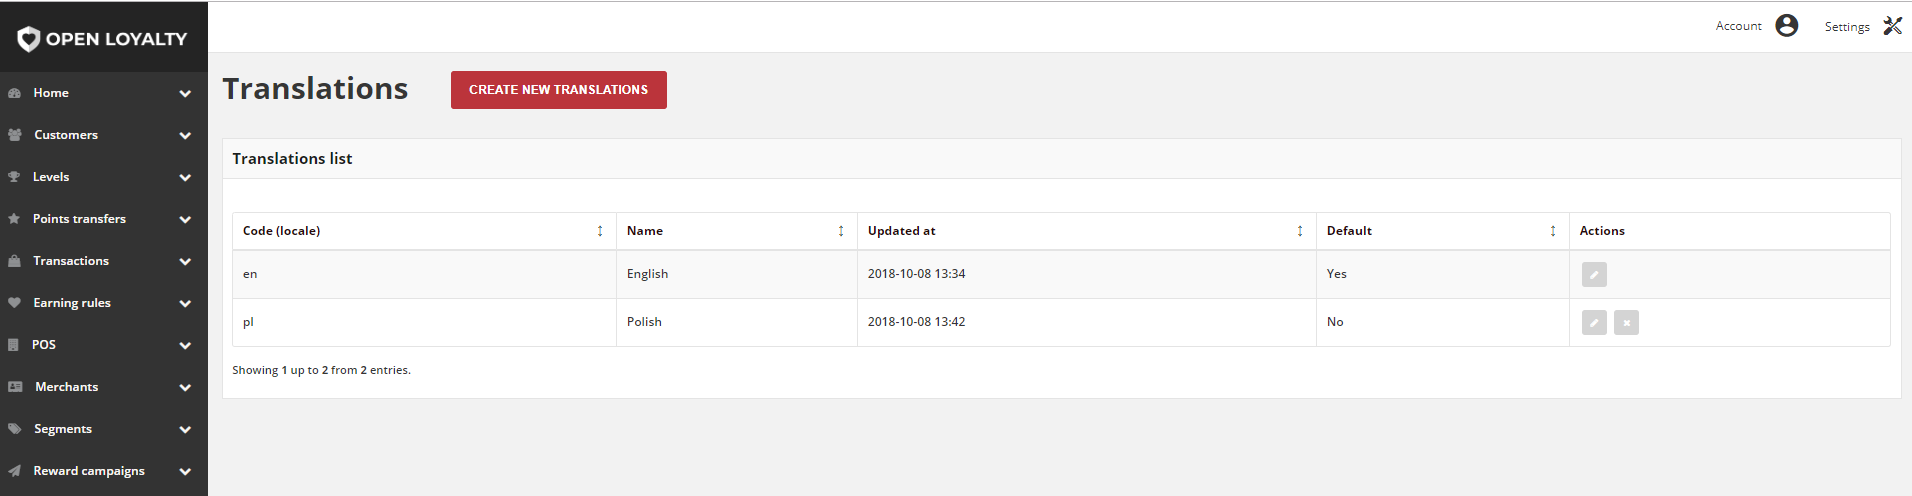 OPEN LOYALTY
Account
Settings
Home
Customers
Levels
Points transfers
Transactions
Earning rules
POS
Merchants
Segments
Reward campaigns
Translations
CREATE NEW TRANSLATIONS
Translations list
Code (locale) Name Updated at Default Actions
en English 2018-10-08 13:34 Yes
pl Polish 2018-10-08 13:42 No
Showing 1 up to 2 from 2 entries.